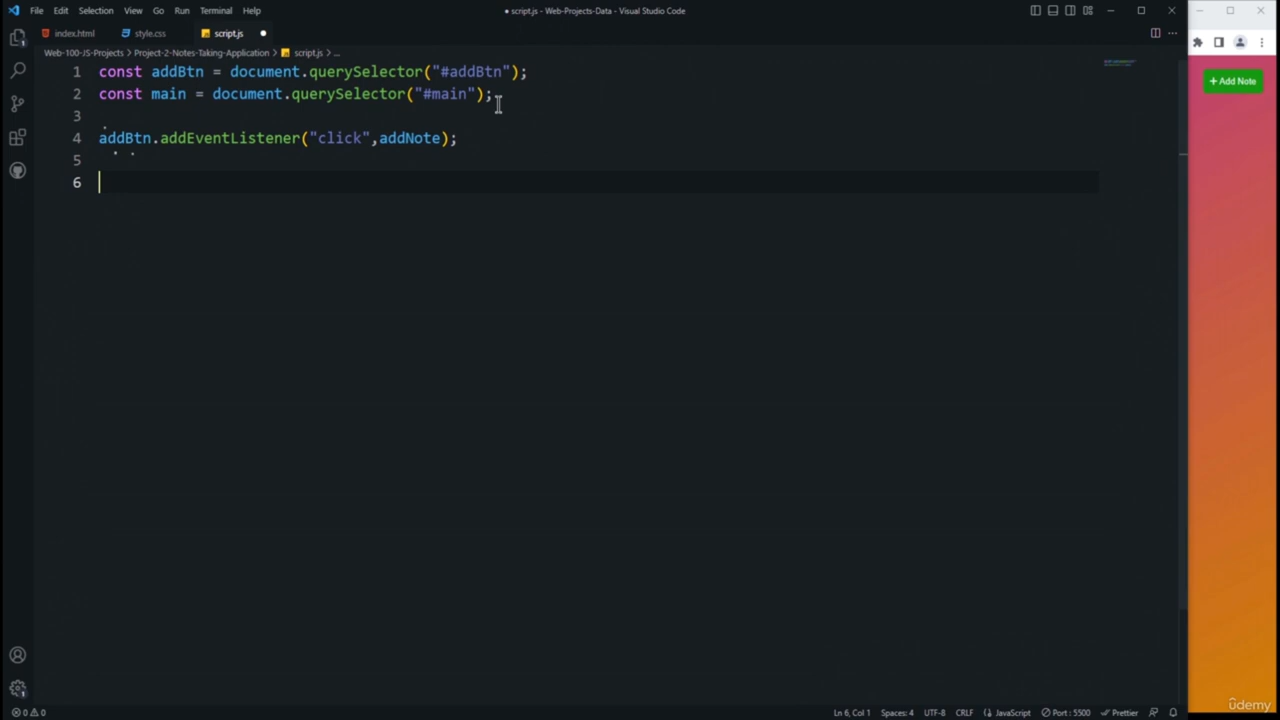 File Edit Selection View Go Run Terminal Help
script.js - Web-Projects-Data - Visual Studio Code
index.html style.css script.js
Web-100-JS-Projects > Project-2-Notes-Taking-Application > script.js > ...
1 const addBtn = document.querySelector("#addBtn");
2 const main = document.querySelector("#main");
3
4 addBtn.addEventListener("click",addNote);
5
6
+ Add Note
0 0 Ln 6, Col 1 Spaces: 4 UTF-8 CRLF JavaScript Port : 5500 Prettier
ûdemy